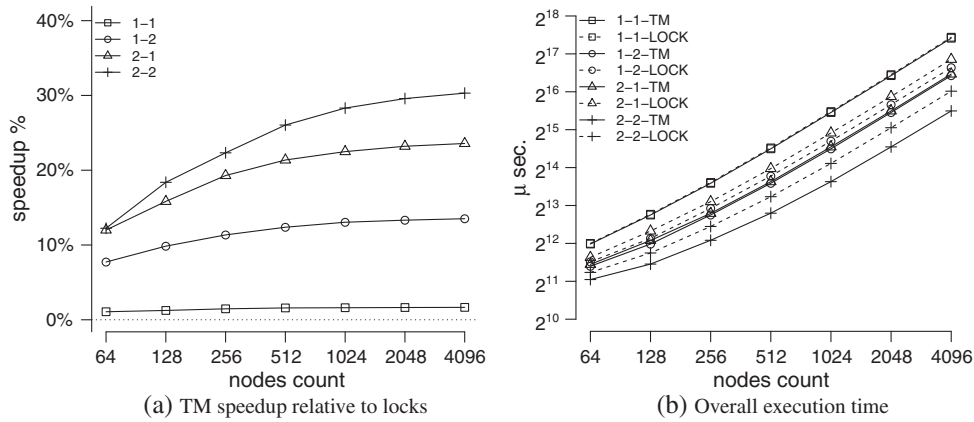 40%
30%
20%
10%
0%
speedup %
1−1
1−2
2−1
2−2
64 128 256 512 1024 2048 4096
nodes count
(a) TM speedup relative to locks
2^18
2^17
2^16
2^15
2^14
2^13
2^12
2^11
2^10
μ sec.
1−1−TM
1−1−LOCK
1−2−TM
1−2−LOCK
2−1−TM
2−1−LOCK
2−2−TM
2−2−LOCK
64 128 256 512 1024 2048 4096
nodes count
(b) Overall execution time